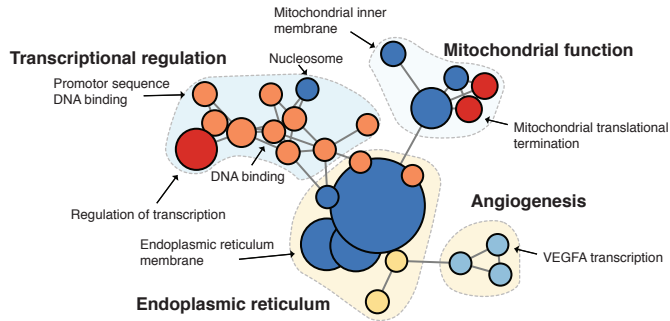 Mitochondrial inner
membrane
Transcriptional regulation
Mitochondrial function
Nucleosome
Promotor sequence
DNA binding
Mitochondrial translational
termination
DNA binding
Regulation of transcription
Angiogenesis
Endoplasmic reticulum
membrane
VEGFA transcription
Endoplasmic reticulum